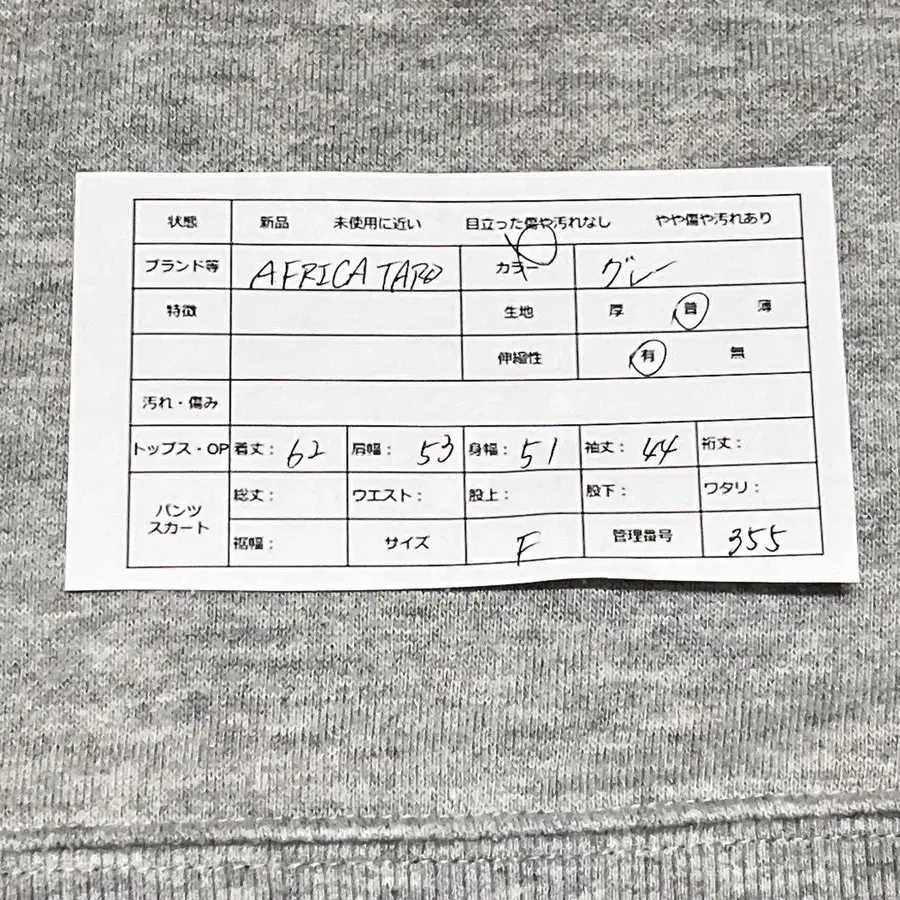 状態 新品 未使用に近い 目立った傷や汚れなし やや傷や汚れあり
ブランド等 AFRICATARO カラー グレー
特徴 生地 厚 普 薄
伸縮性 有 無
汚れ・傷み
トップス・OP 着丈: 62 肩幅: 53 身幅: 51 袖丈: 44 裄丈:
パンツ
スカート
総丈: ウエスト: 股上: 股下: ワタリ:
裾幅: サイズ F 管理番号 355